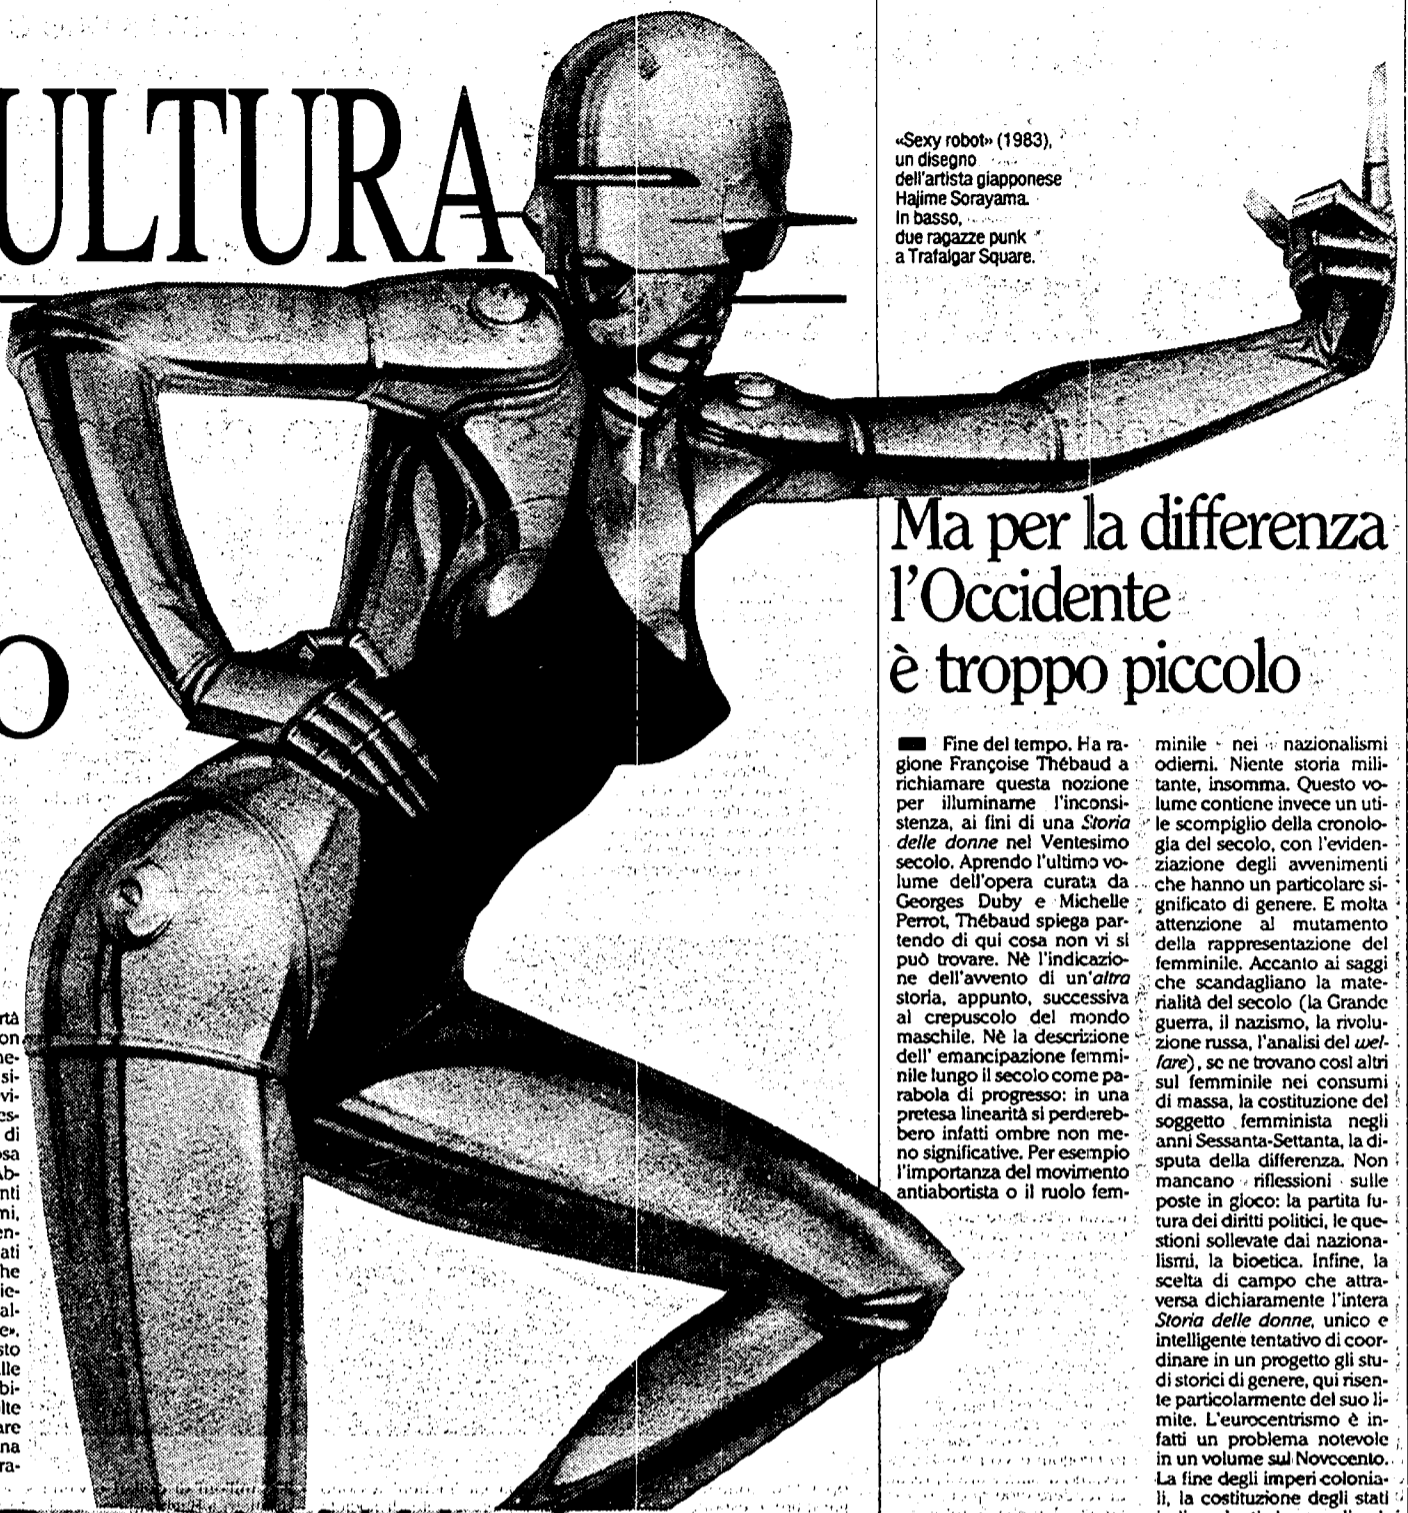 ULTURA
O
«Sexy robot» (1983),
un disegno
dell'artista giapponese
Hajime Sorayama.
In basso,
due ragazze punk
a Trafalgar Square.
Ma per la differenza
l'Occidente
è troppo piccolo
Fine del tempo. Ha ra-
gione Françoise Thébaud a
richiamare questa nozione
per illuminarne l'inconsi-
stenza, ai fini di una Storia
delle donne nel Ventesimo
secolo. Aprendo l'ultimo vo-
lume dell'opera curata da
Georges Duby e Michelle
Perrot, Thébaud spiega par-
tendo di qui cosa non vi si
può trovare. Nè l'indicazio-
ne dell'avvento di un'altra
storia, appunto, successiva
al crepuscolo del mondo
maschile. Nè la descrizione
dell' emancipazione femmi-
nile lungo il secolo come pa-
rabola di progresso: in una
pretesa linearità si perdereb-
bero infatti ombre non me-
no significative. Per esempio
l'importanza del movimento
antiabortista o il ruolo fem-
minile nei nazionalismi
odierni. Niente storia mili-
tante, insomma. Questo vo-
lume contiene invece un uti-
le scompiglio della cronolo-
gia del secolo, con l'eviden-
ziazione degli avvenimenti
che hanno un particolare si-
gnificato di genere. E molta
attenzione al mutamento
della rappresentazione del
femminile. Accanto ai saggi
che scandagliano la mate-
rialità del secolo (la Grande
guerra, il nazismo, la rivolu-
zione russa, l'analisi del wel-
fare), se ne trovano così altri
sul femminile nei consumi
di massa, la costituzione del
soggetto femminista negli
anni Sessanta-Settanta, la di-
sputa della differenza. Non
mancano riflessioni sulle
poste in gioco: la partita fu-
tura dei diritti politici, le que-
stioni sollevate dai naziona-
lismi, la bioetica. Infine, la
scelta di campo che attra-
versa dichiaramente l'intera
Storia delle donne, unico e
intelligente tentativo di coor-
dinare in un progetto gli stu-
di storici di genere, qui risen-
te particolarmente del suo li-
mite. L'eurocentrismo è in-
fatti un problema notevole
in un volume sul Novecento.
La fine degli imperi colonia-
li, la costituzione degli stati